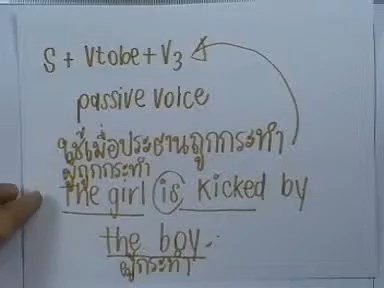 S + Vtobe + V3
passive voice
ใช้เมื่อประธานถูกกระทำ
ผู้ถูกกระทำ
the girl is kicked by
the boy.
ผู้กระทำ